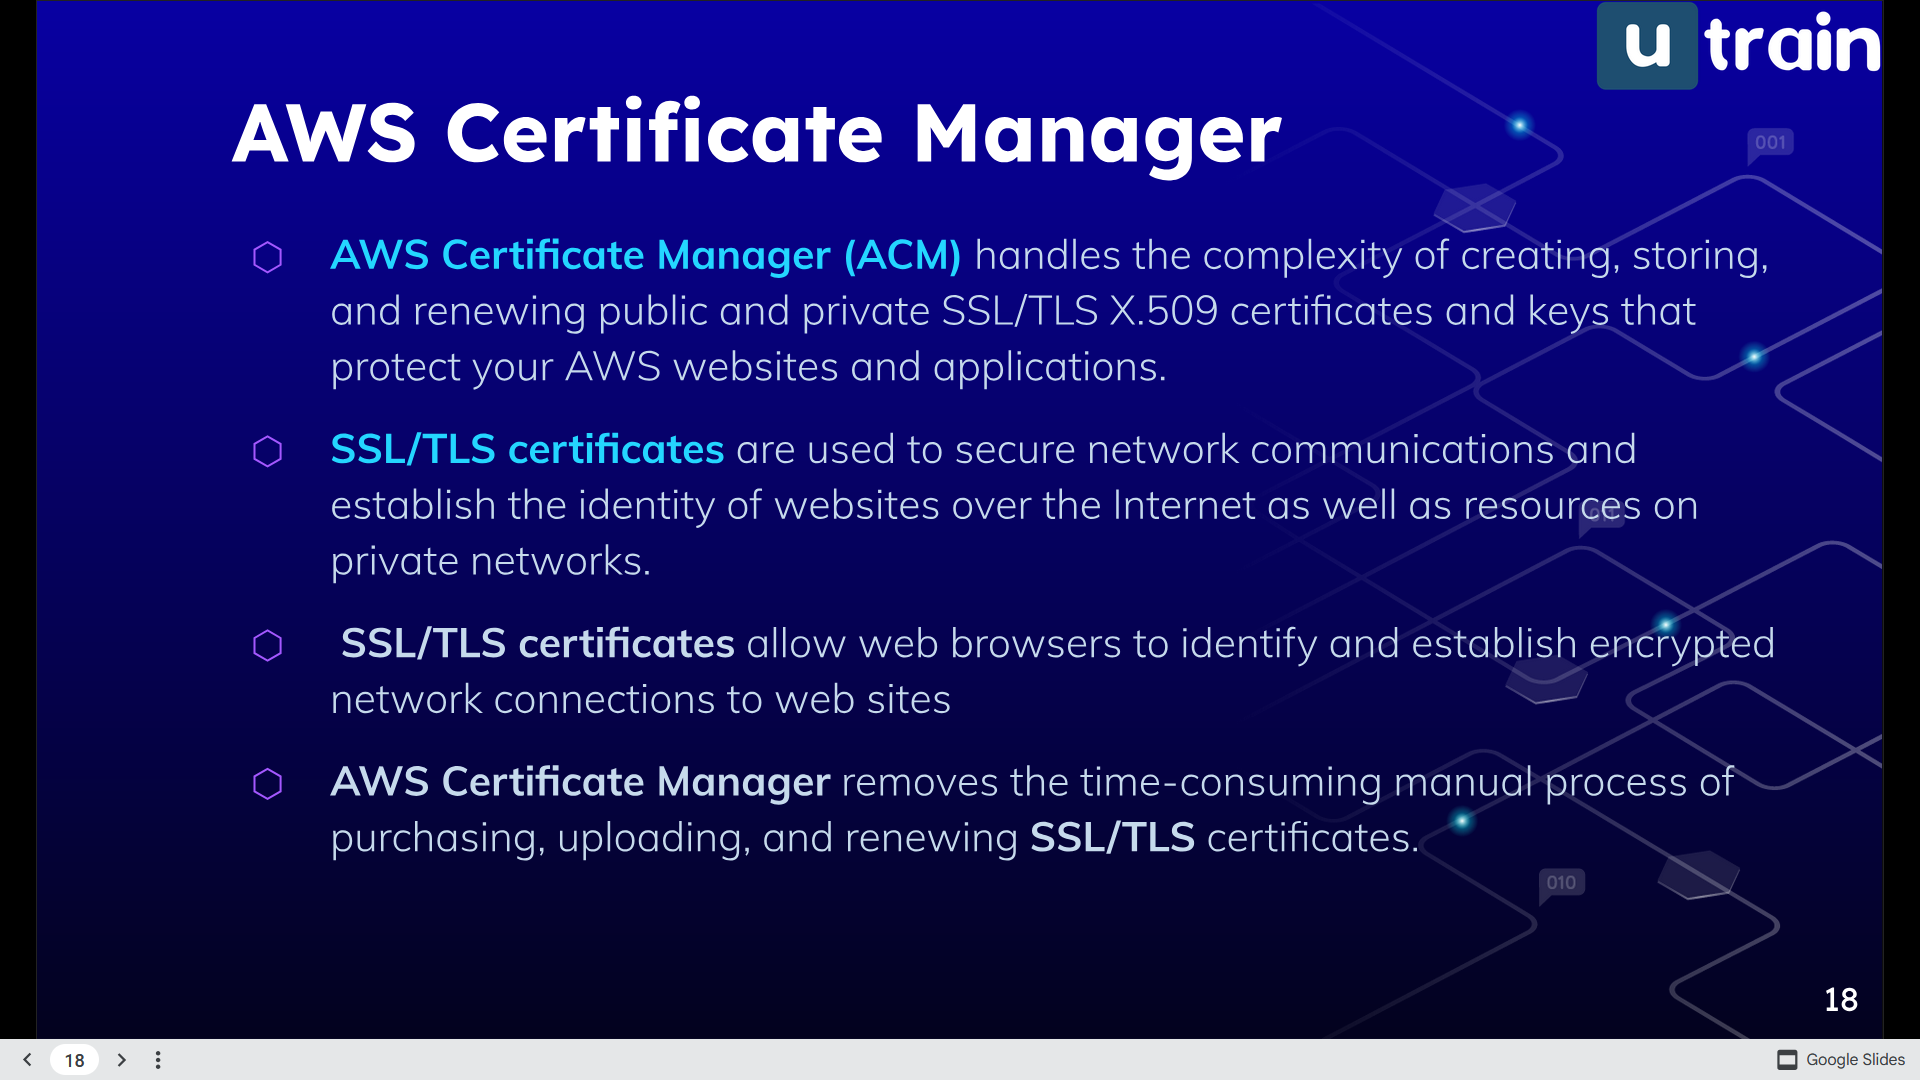 u train
AWS Certificate Manager
001
AWS Certificate Manager (ACM) handles the complexity of creating, storing,
and renewing public and private SSL/TLS X.509 certificates and keys that
protect your AWS websites and applications.
SSL/TLS certificates are used to secure network communications and
establish the identity of websites over the Internet as well as resources on
private networks.
SSL/TLS certificates allow web browsers to identify and establish encrypted
network connections to web sites
AWS Certificate Manager removes the time-consuming manual process of
purchasing, uploading, and renewing SSL/TLS certificates.
010
18
18
Google Slides